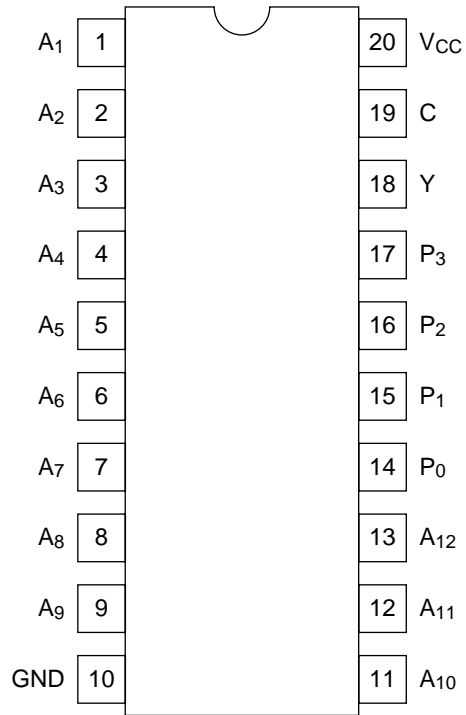 A1 1 20 VCC
A2 2 19 C
A3 3 18 Y
A4 4 17 P3
A5 5 16 P2
A6 6 15 P1
A7 7 14 P0
A8 8 13 A12
A9 9 12 A11
GND 10 11 A10